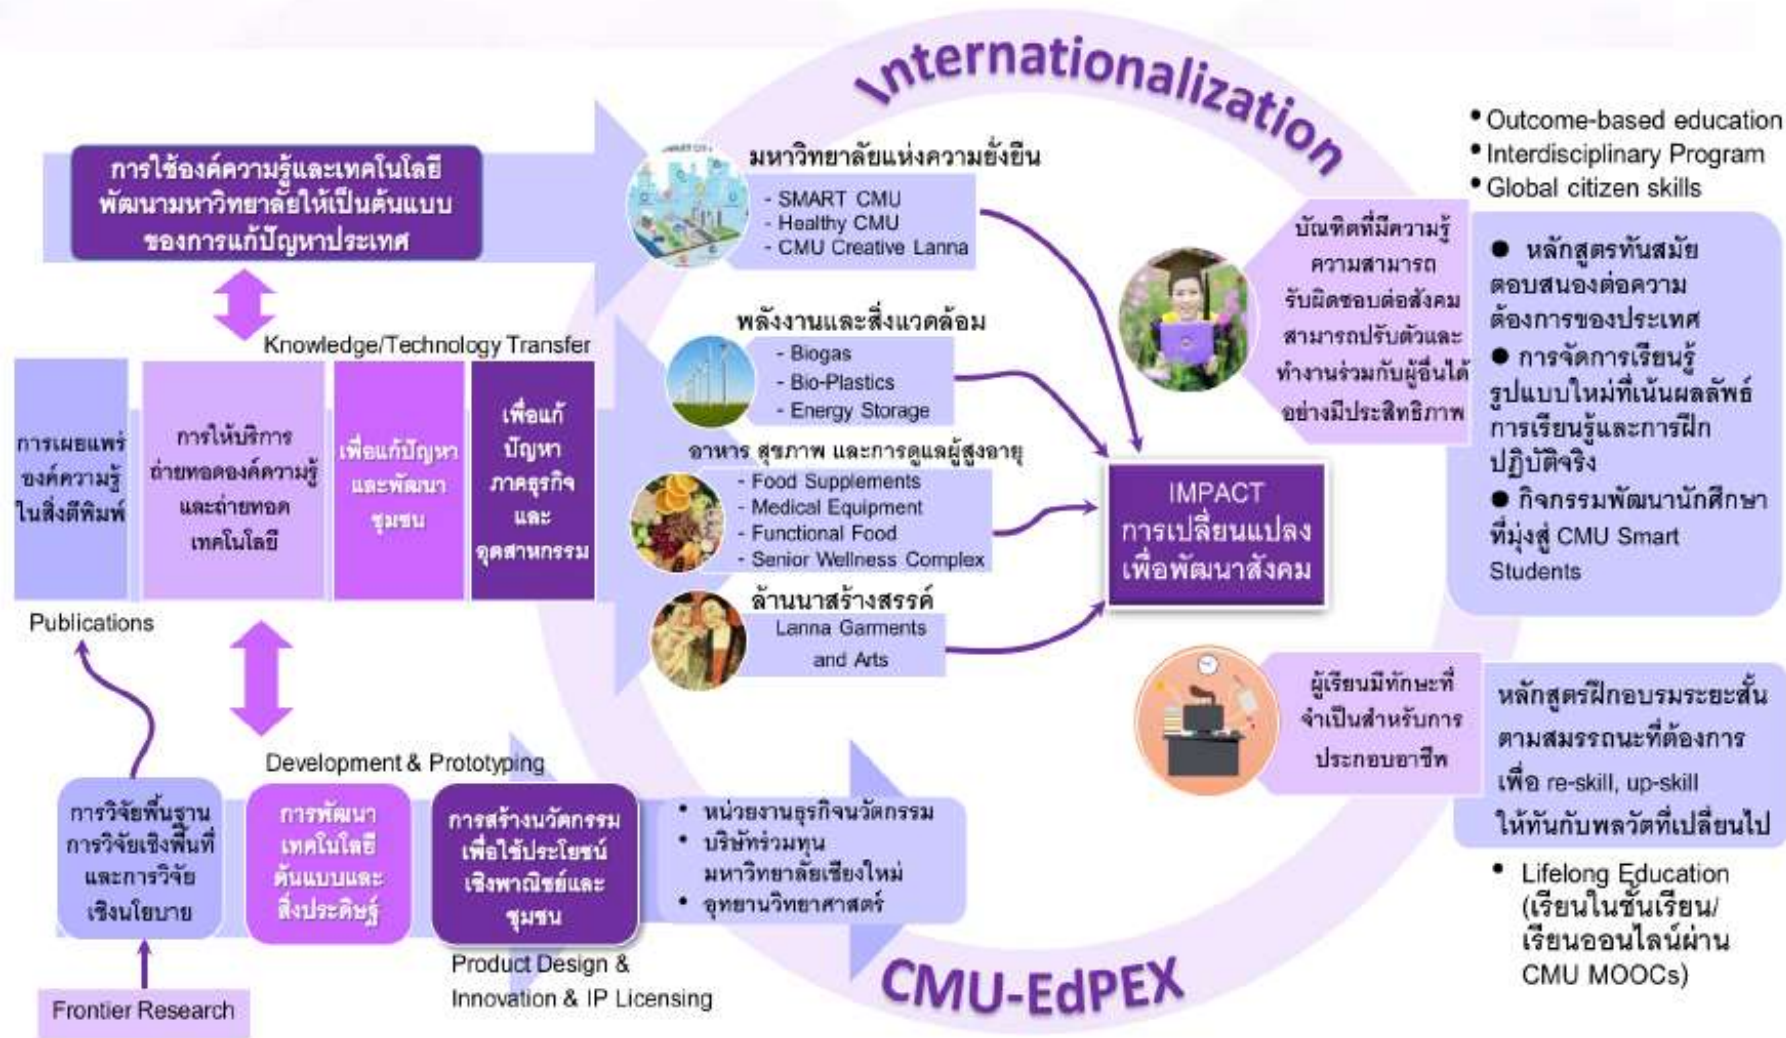 Internationalization
การใช้องค์ความรู้และเทคโนโลยี
พัฒนามหาวิทยาลัยให้เป็นต้นแบบ
ของการแก้ปัญหาประเทศ
Knowledge/Technology Transfer
การเผยแพร่
องค์ความรู้
ในสิ่งตีพิมพ์
การให้บริการ
ถ่ายทอดองค์ความรู้
และถ่ายทอด
เทคโนโลยี
เพื่อแก้ปัญหา
และพัฒนา
ชุมชน
เพื่อแก้
ปัญหา
ภาคธุรกิจ
และ
อุตสาหกรรม
Publications
Development & Prototyping
การวิจัยพื้นฐาน
การวิจัยเชิงพื้นที่
และการวิจัย
เชิงนโยบาย
การพัฒนา
เทคโนโลยี
ต้นแบบและ
สิ่งประดิษฐ์
การสร้างนวัตกรรม
เพื่อใช้ประโยชน์
เชิงพาณิชย์และ
ชุมชน
• หน่วยงานธุรกิจนวัตกรรม
• บริษัทร่วมทุน
มหาวิทยาลัยเชียงใหม่
• อุทยานวิทยาศาสตร์
Product Design &
Innovation & IP Licensing
Frontier Research
มหาวิทยาลัยแห่งความยั่งยืน
- SMART CMU
- Healthy CMU
- CMU Creative Lanna
พลังงานและสิ่งแวดล้อม
- Biogas
- Bio-Plastics
- Energy Storage
อาหาร สุขภาพ และการดูแลผู้สูงอายุ
- Food Supplements
- Medical Equipment
- Functional Food
- Senior Wellness Complex
ล้านนาสร้างสรรค์
Lanna Garments
and Arts
IMPACT
การเปลี่ยนแปลง
เพื่อพัฒนาสังคม
บัณฑิตที่มีความรู้
ความสามารถ
รับผิดชอบต่อสังคม
สามารถปรับตัวและ
ทำงานร่วมกับผู้อื่นได้
อย่างมีประสิทธิภาพ
• Outcome-based education
• Interdisciplinary Program
• Global citizen skills
● หลักสูตรทันสมัย
ตอบสนองต่อความ
ต้องการของประเทศ
● การจัดการเรียนรู้
รูปแบบใหม่ที่เน้นผลลัพธ์
การเรียนรู้และการฝึก
ปฏิบัติจริง
● กิจกรรมพัฒนานักศึกษา
ที่มุ่งสู่ CMU Smart
Students
ผู้เรียนมีทักษะที่
จำเป็นสำหรับการ
ประกอบอาชีพ
หลักสูตรฝึกอบรมระยะสั้น
ตามสมรรถนะที่ต้องการ
เพื่อ re-skill, up-skill
ให้ทันกับพลวัตที่เปลี่ยนไป
• Lifelong Education
(เรียนในชั้นเรียน/
เรียนออนไลน์ผ่าน
CMU MOOCs)
CMU-EdPEX